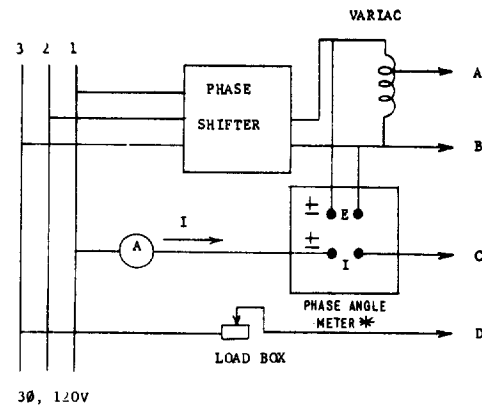 VARIAC
3 2 1
A
PHASE
SHIFTER
B
± E
I
A
± I
C
PHASE ANGLE
METER *
D
LOAD BOX
3Ø, 120V